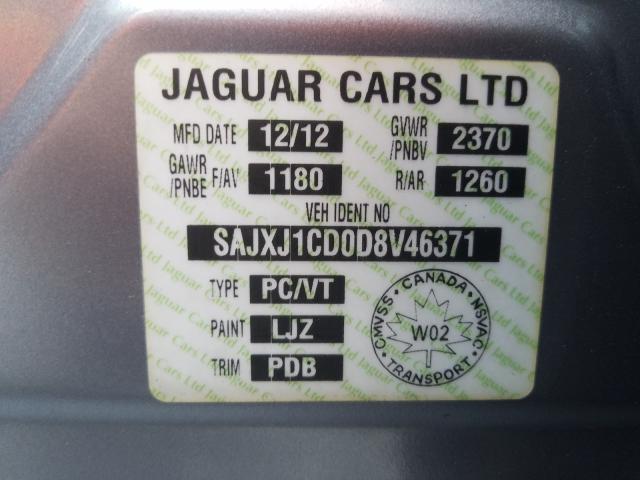 JAGUAR CARS LTD
MFD DATE 12/12 GVWR /PNBV 2370
GAWR /PNBE F/AV 1180 R/AR 1260
VEH IDENT NO
SAJXJ1CD0D8V46371
TYPE PC/VT
PAINT LJZ
TRIM PDB
CANADA
CMVSS NSVAC
W02
TRANSPORT